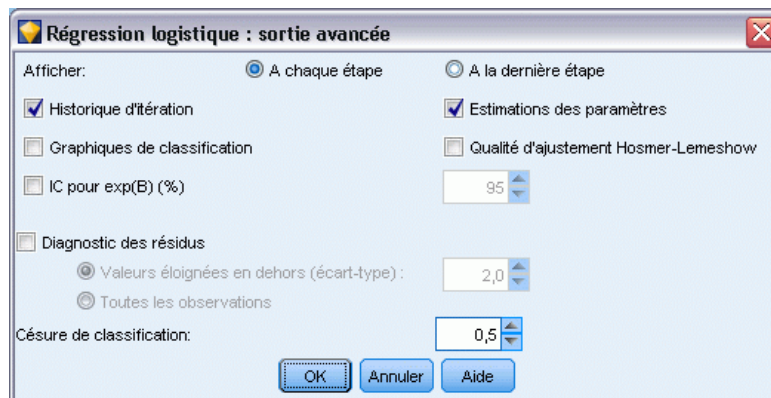 Régression logistique : sortie avancée
Afficher: A chaque étape A la dernière étape
Historique d'itération Estimations des paramètres
Graphiques de classification Qualité d'ajustement Hosmer-Lemeshow
IC pour exp(B) (%) 95
Diagnostic des résidus
Valeurs éloignées en dehors (écart-type) : 2,0
Toutes les observations
Césure de classification: 0,5
OK Annuler Aide